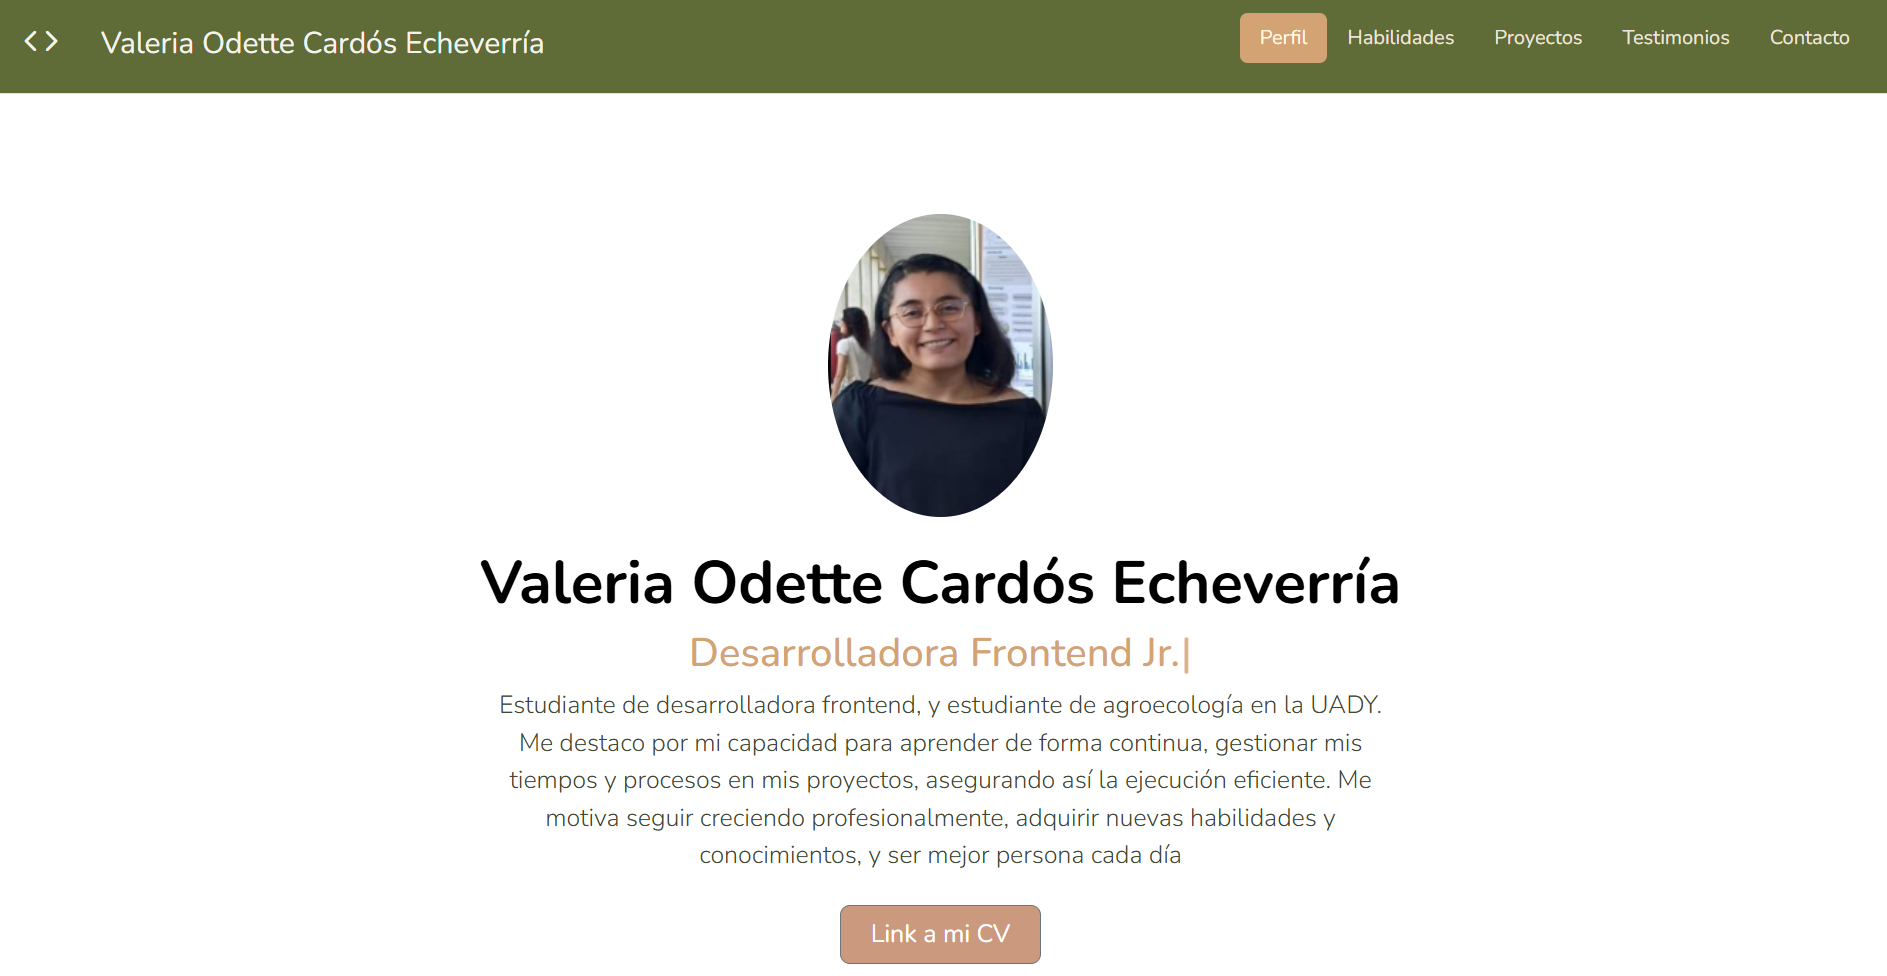 Valeria Odette Cardós Echeverría
Perfil
Habilidades
Proyectos
Testimonios
Contacto
Valeria Odette Cardós Echeverría
Desarrolladora Frontend Jr.|
Estudiante de desarrolladora frontend, y estudiante de agroecología en la UADY.
Me destaco por mi capacidad para aprender de forma continua, gestionar mis
tiempos y procesos en mis proyectos, asegurando así la ejecución eficiente. Me
motiva seguir creciendo profesionalmente, adquirir nuevas habilidades y
conocimientos, y ser mejor persona cada día
Link a mi CV